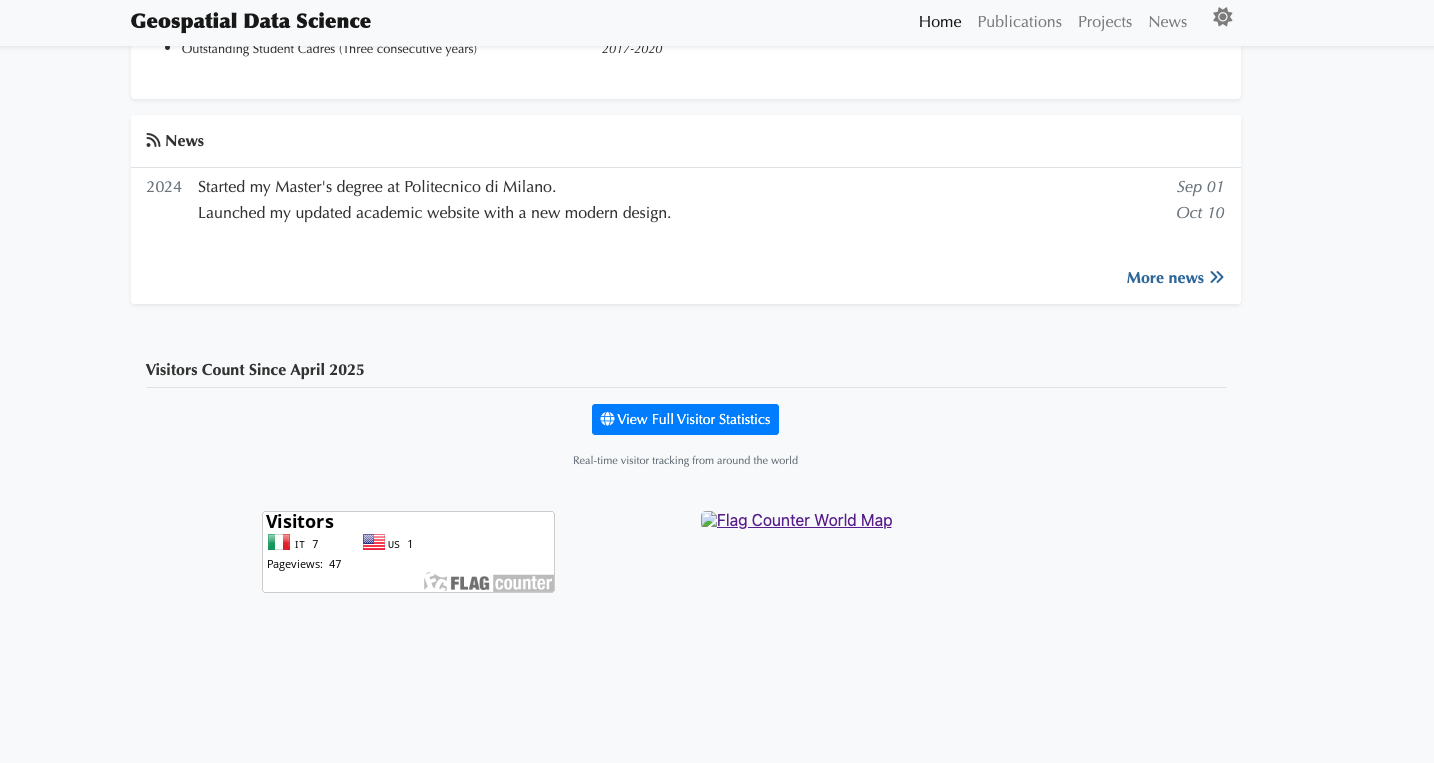 Geospatial Data Science
Home Publications Projects News
Outstanding Student Cadres (Three consecutive years) 2017-2020
News
2024 Started my Master's degree at Politecnico di Milano. Sep 01
Launched my updated academic website with a new modern design. Oct 10
More news
Visitors Count Since April 2025
View Full Visitor Statistics
Real-time visitor tracking from around the world
Visitors
IT 7 US 1
Pageviews: 47
FLAG counter
Flag Counter World Map